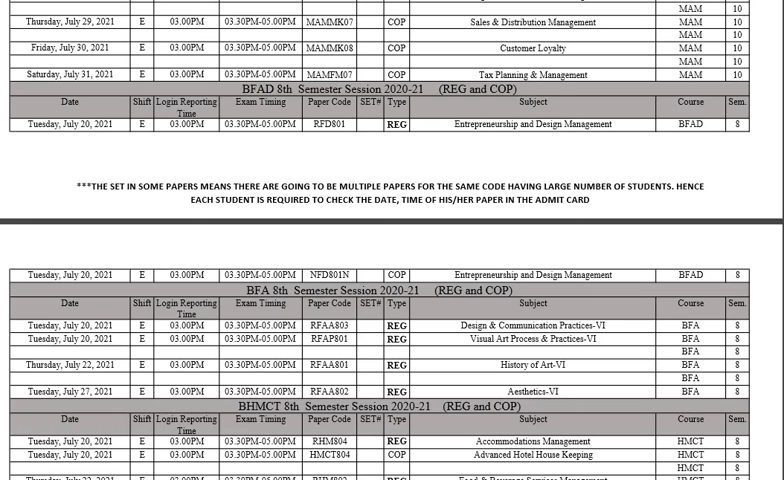 MAM 10
Thursday, July 29, 2021 E 03.00PM 03.30PM-05.00PM MAMMK07 COP Sales & Distribution Management MAM 10
MAM 10
Friday, July 30, 2021 E 03.00PM 03.30PM-05.00PM MAMMK08 COP Customer Loyalty MAM 10
MAM 10
Saturday, July 31, 2021 E 03.00PM 03.30PM-05.00PM MAMFM07 COP Tax Planning & Management MAM 10
BFAD 8th Semester Session 2020-21 (REG and COP)
Date Shift Login Reporting Time Exam Timing Paper Code SET# Type Subject Course Sem.
Tuesday, July 20, 2021 E 03.00PM 03.30PM-05.00PM RFD801 REG Entrepreneurship and Design Management BFAD 8
***THE SET IN SOME PAPERS MEANS THERE ARE GOING TO BE MULTIPLE PAPERS FOR THE SAME CODE HAVING LARGE NUMBER OF STUDENTS. HENCE
EACH STUDENT IS REQUIRED TO CHECK THE DATE, TIME OF HIS/HER PAPER IN THE ADMIT CARD
Tuesday, July 20, 2021 E 03.00PM 03.30PM-05.00PM NFD801N COP Entrepreneurship and Design Management BFAD 8
BFA 8th Semester Session 2020-21 (REG and COP)
Date Shift Login Reporting Time Exam Timing Paper Code SET# Type Subject Course Sem.
Tuesday, July 20, 2021 E 03.00PM 03.30PM-05.00PM RFAA803 REG Design & Communication Practices-VI BFA 8
Tuesday, July 20, 2021 E 03.00PM 03.30PM-05.00PM RFAP801 REG Visual Art Process & Practices-VI BFA 8
BFA 8
Thursday, July 22, 2021 E 03.00PM 03.30PM-05.00PM RFAA801 REG History of Art-VI BFA 8
BFA 8
Tuesday, July 27, 2021 E 03.00PM 03.30PM-05.00PM RFAA802 REG Aesthetics-VI BFA 8
BHMCT 8th Semester Session 2020-21 (REG and COP)
Date Shift Login Reporting Time Exam Timing Paper Code SET# Type Subject Course Sem.
Tuesday, July 20, 2021 E 03.00PM 03.30PM-05.00PM RHM804 REG Accommodations Management HMCT 8
Tuesday, July 20, 2021 E 03.00PM 03.30PM-05.00PM HMCT804 COP Advanced Hotel House Keeping HMCT 8
HMCT 8